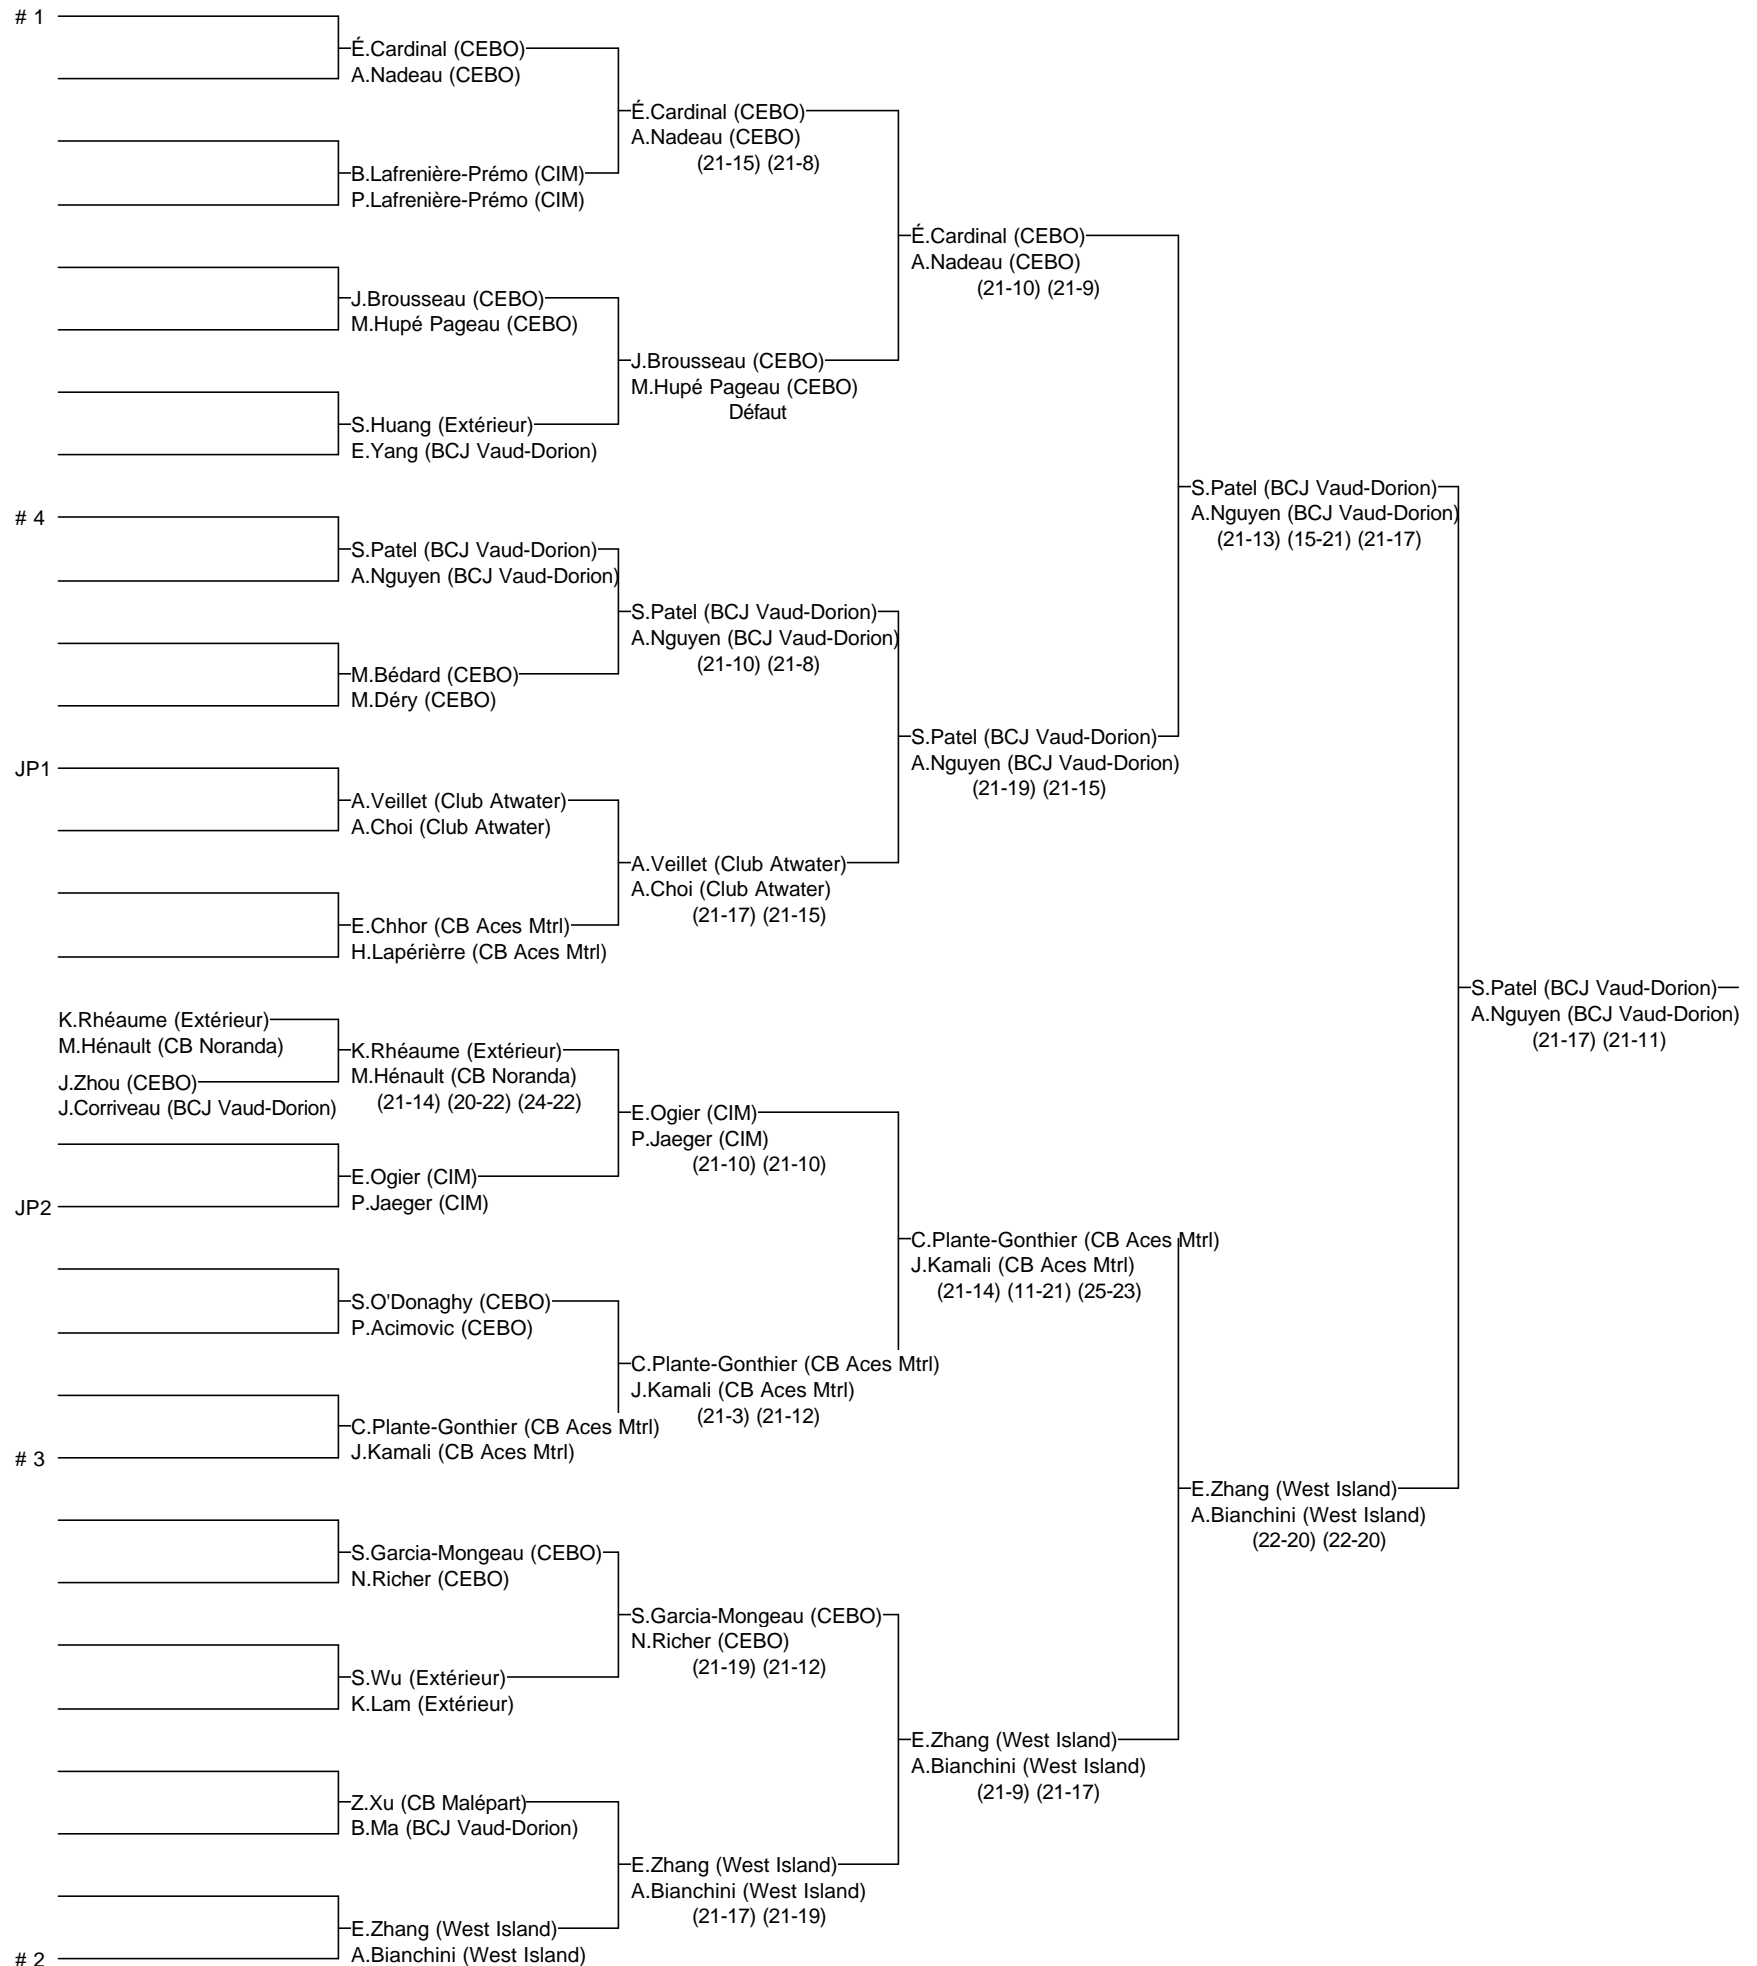 # 1
É.Cardinal (CEBO)
A.Nadeau (CEBO)
É.Cardinal (CEBO)
A.Nadeau (CEBO)
(21-15) (21-8)
B.Lafrenière-Prémo (CIM)
P.Lafrenière-Prémo (CIM)
É.Cardinal (CEBO)
A.Nadeau (CEBO)
(21-10) (21-9)
J.Brousseau (CEBO)
M.Hupé Pageau (CEBO)
J.Brousseau (CEBO)
M.Hupé Pageau (CEBO)
Défaut
S.Huang (Extérieur)
E.Yang (BCJ Vaud-Dorion)
S.Patel (BCJ Vaud-Dorion)
A.Nguyen (BCJ Vaud-Dorion)
(21-13) (15-21) (21-17)
# 4
S.Patel (BCJ Vaud-Dorion)
A.Nguyen (BCJ Vaud-Dorion)
S.Patel (BCJ Vaud-Dorion)
A.Nguyen (BCJ Vaud-Dorion)
(21-10) (21-8)
M.Bédard (CEBO)
M.Déry (CEBO)
S.Patel (BCJ Vaud-Dorion)
A.Nguyen (BCJ Vaud-Dorion)
(21-19) (21-15)
JP1
A.Veillet (Club Atwater)
A.Choi (Club Atwater)
A.Veillet (Club Atwater)
A.Choi (Club Atwater)
(21-17) (21-15)
E.Chhor (CB Aces Mtrl)
H.Lapérièrre (CB Aces Mtrl)
S.Patel (BCJ Vaud-Dorion)
A.Nguyen (BCJ Vaud-Dorion)
(21-17) (21-11)
K.Rhéaume (Extérieur)
M.Hénault (CB Noranda)
K.Rhéaume (Extérieur)
M.Hénault (CB Noranda)
(21-14) (20-22) (24-22)
J.Zhou (CEBO)
J.Corriveau (BCJ Vaud-Dorion)
E.Ogier (CIM)
P.Jaeger (CIM)
(21-10) (21-10)
E.Ogier (CIM)
P.Jaeger (CIM)
JP2
C.Plante-Gonthier (CB Aces Mtrl)
J.Kamali (CB Aces Mtrl)
(21-14) (11-21) (25-23)
S.O'Donaghy (CEBO)
P.Acimovic (CEBO)
C.Plante-Gonthier (CB Aces Mtrl)
J.Kamali (CB Aces Mtrl)
(21-3) (21-12)
C.Plante-Gonthier (CB Aces Mtrl)
J.Kamali (CB Aces Mtrl)
# 3
E.Zhang (West Island)
A.Bianchini (West Island)
(22-20) (22-20)
S.Garcia-Mongeau (CEBO)
N.Richer (CEBO)
S.Garcia-Mongeau (CEBO)
N.Richer (CEBO)
(21-19) (21-12)
S.Wu (Extérieur)
K.Lam (Extérieur)
E.Zhang (West Island)
A.Bianchini (West Island)
(21-9) (21-17)
Z.Xu (CB Malépart)
B.Ma (BCJ Vaud-Dorion)
E.Zhang (West Island)
A.Bianchini (West Island)
(21-17) (21-19)
E.Zhang (West Island)
A.Bianchini (West Island)
# 2